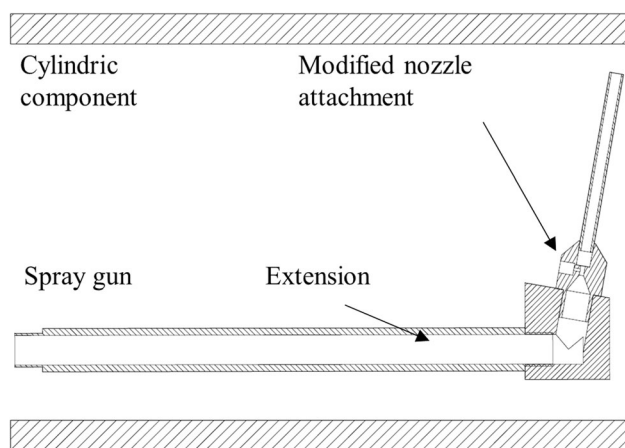 Cylindric
component
Modified nozzle
attachment
Spray gun
Extension